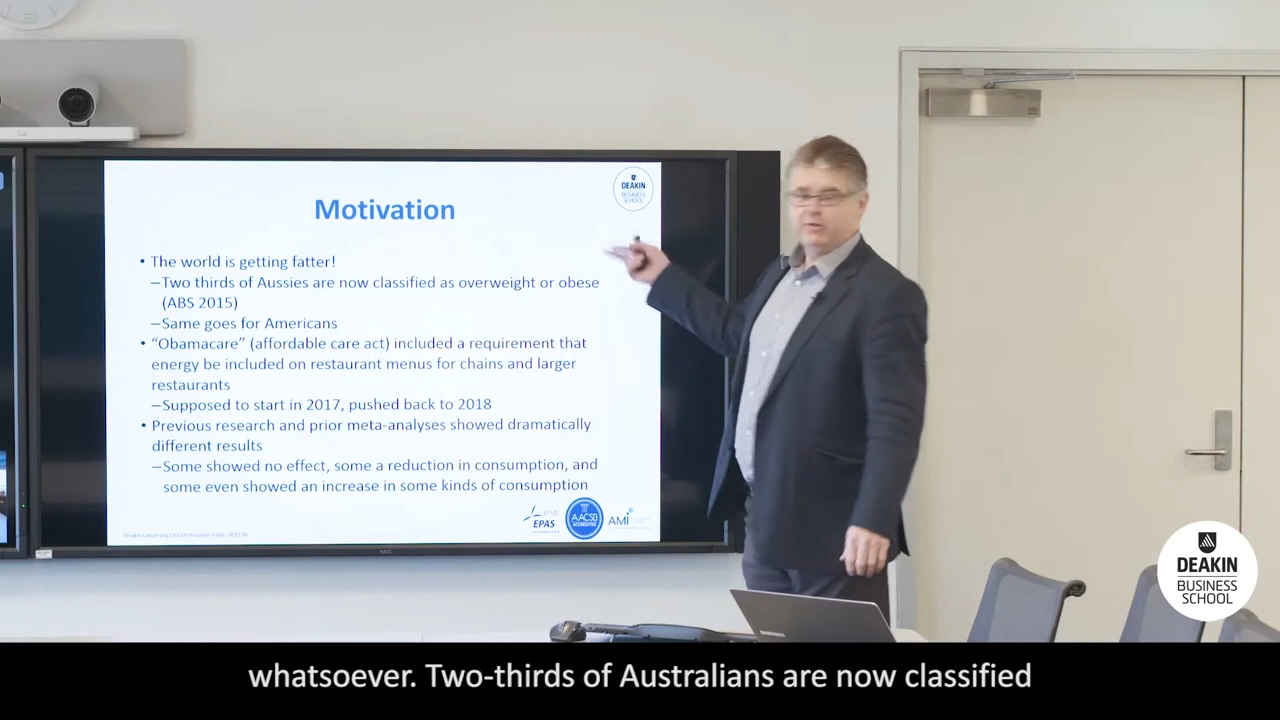 DEAKIN
BUSINESS
SCHOOL
Motivation
• The world is getting fatter!
–Two thirds of Aussies are now classified as overweight or obese
(ABS 2015)
–Same goes for Americans
• “Obamacare” (affordable care act) included a requirement that
energy be included on restaurant menus for chains and larger
restaurants
–Supposed to start in 2017, pushed back to 2018
• Previous research and prior meta-analyses showed dramatically
different results
–Some showed no effect, some a reduction in consumption, and
some even showed an increase in some kinds of consumption
EFMD
EPAS
AACSB
ACCREDITED
AMi
NEC
SAMSUNG
DEAKIN
BUSINESS
SCHOOL
whatsoever. Two-thirds of Australians are now classified